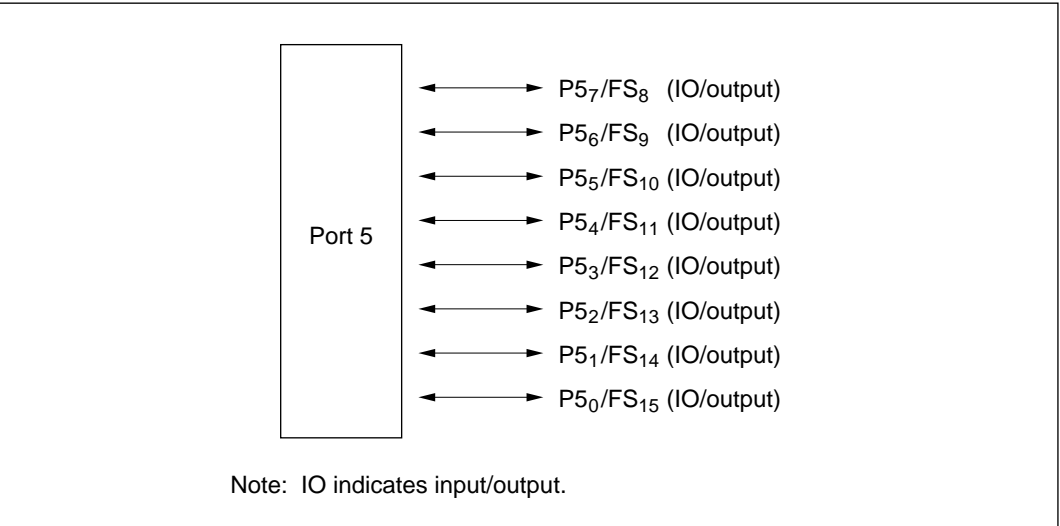 Port 5
P5₇/FS₈ (IO/output)
P5₆/FS₉ (IO/output)
P5₅/FS₁₀ (IO/output)
P5₄/FS₁₁ (IO/output)
P5₃/FS₁₂ (IO/output)
P5₂/FS₁₃ (IO/output)
P5₁/FS₁₄ (IO/output)
P5₀/FS₁₅ (IO/output)
Note: IO indicates input/output.